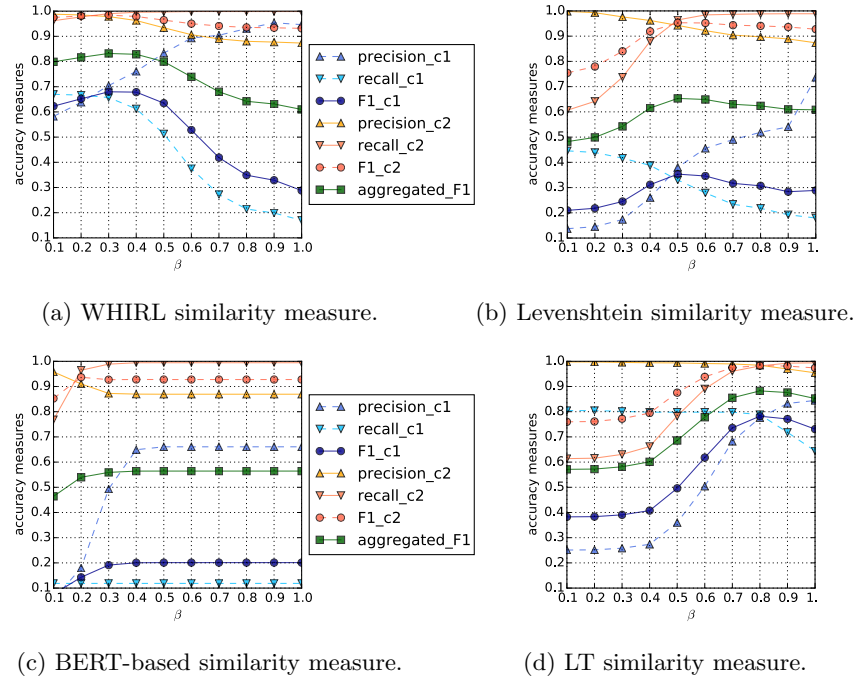 accuracy measures
1.0
0.9
0.8
0.7
0.6
0.5
0.4
0.3
0.2
0.1
0.1 0.2 0.3 0.4 0.5 0.6 0.7 0.8 0.9 1.0
β
precision_c1
recall_c1
F1_c1
precision_c2
recall_c2
F1_c2
aggregated_F1
accuracy measures
1.0
0.9
0.8
0.7
0.6
0.5
0.4
0.3
0.2
0.1
0.1 0.2 0.3 0.4 0.5 0.6 0.7 0.8 0.9 1.
β
(a) WHIRL similarity measure.
(b) Levenshtein similarity measure.
accuracy measures
1.0
0.9
0.8
0.7
0.6
0.5
0.4
0.3
0.2
0.1
0.1 0.2 0.3 0.4 0.5 0.6 0.7 0.8 0.9 1.0
β
precision_c1
recall_c1
F1_c1
precision_c2
recall_c2
F1_c2
aggregated_F1
accuracy measures
1.0
0.9
0.8
0.7
0.6
0.5
0.4
0.3
0.2
0.1
0.1 0.2 0.3 0.4 0.5 0.6 0.7 0.8 0.9 1.
β
(c) BERT-based similarity measure.
(d) LT similarity measure.